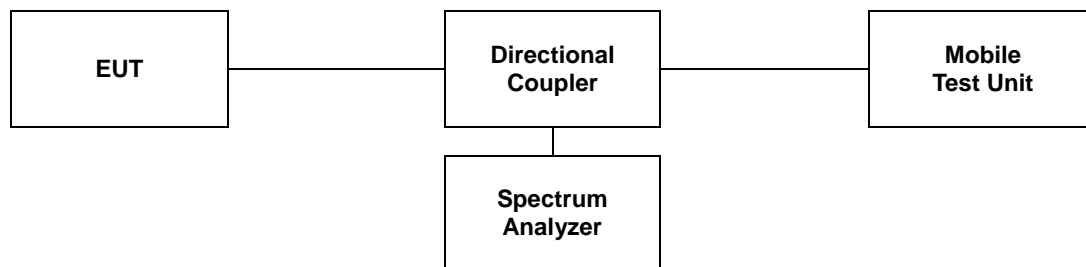 EUT
Directional
Coupler
Mobile
Test Unit
Spectrum
Analyzer